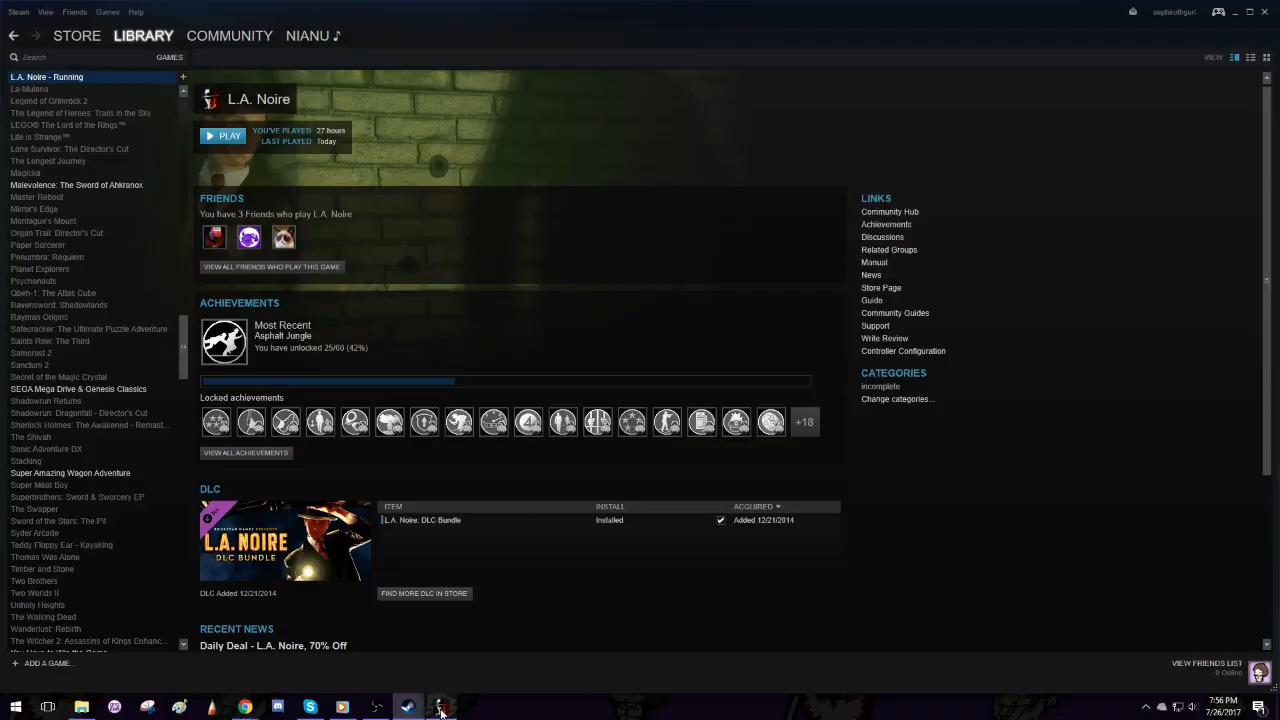 Steam View Friends Games Help
sephirothgurl
STORE LIBRARY COMMUNITY NIANU ♪
Search GAMES
VIEW
L.A. Noire - Running
La-Mulana
Legend of Grimrock 2
The Legend of Heroes: Trails in the Sky
LEGO® The Lord of the Rings™
Life is Strange™
Lone Survivor: The Director's Cut
The Longest Journey
Magicka
Malevolence: The Sword of Ahkranox
Master Reboot
Mirror's Edge
Montague's Mount
Organ Trail: Director's Cut
Paper Sorcerer
Penumbra: Requiem
Planet Explorers
Psychonauts
Qbeh-1: The Atlas Cube
Ravensword: Shadowlands
Rayman Origins
Safecracker: The Ultimate Puzzle Adventure
Saints Row: The Third
Samorost 2
Sanctum 2
Secret of the Magic Crystal
SEGA Mega Drive & Genesis Classics
Shadowrun Returns
Shadowrun: Dragonfall - Director's Cut
Sherlock Holmes: The Awakened - Remast...
The Shivah
Sonic Adventure DX
Stacking
Super Amazing Wagon Adventure
Super Meat Boy
Superbrothers: Sword & Sworcery EP
The Swapper
Sword of the Stars: The Pit
Syder Arcade
Teddy Floppy Ear - Kayaking
Thomas Was Alone
Timber and Stone
Two Brothers
Two Worlds II
Unholy Heights
The Walking Dead
Wanderlust: Rebirth
The Witcher 2: Assassins of Kings Enhanc...
You Have to Win the Game
+ ADD A GAME...
L.A. Noire
PLAY
YOU'VE PLAYED 27 hours
LAST PLAYED Today
FRIENDS
You have 3 Friends who play L.A. Noire
VIEW ALL FRIENDS WHO PLAY THIS GAME
ACHIEVEMENTS
Most Recent
Asphalt Jungle
You have unlocked 25/60 (42%)
Locked achievements
+18
VIEW ALL ACHIEVEMENTS
DLC
ITEM INSTALL ACQUIRED
L.A. Noire: DLC Bundle Installed Added 12/21/2014
ROCKSTAR GAMES PRESENTS
L.A. NOIRE
DLC BUNDLE
DLC Added 12/21/2014
FIND MORE DLC IN STORE
RECENT NEWS
Daily Deal - L.A. Noire, 70% Off
LINKS
Community Hub
Achievements
Discussions
Related Groups
Manual
News
Store Page
Guide
Community Guides
Support
Write Review
Controller Configuration
CATEGORIES
incomplete
Change categories...
VIEW FRIENDS LIST
0 Online
7:56 PM
7/26/2017